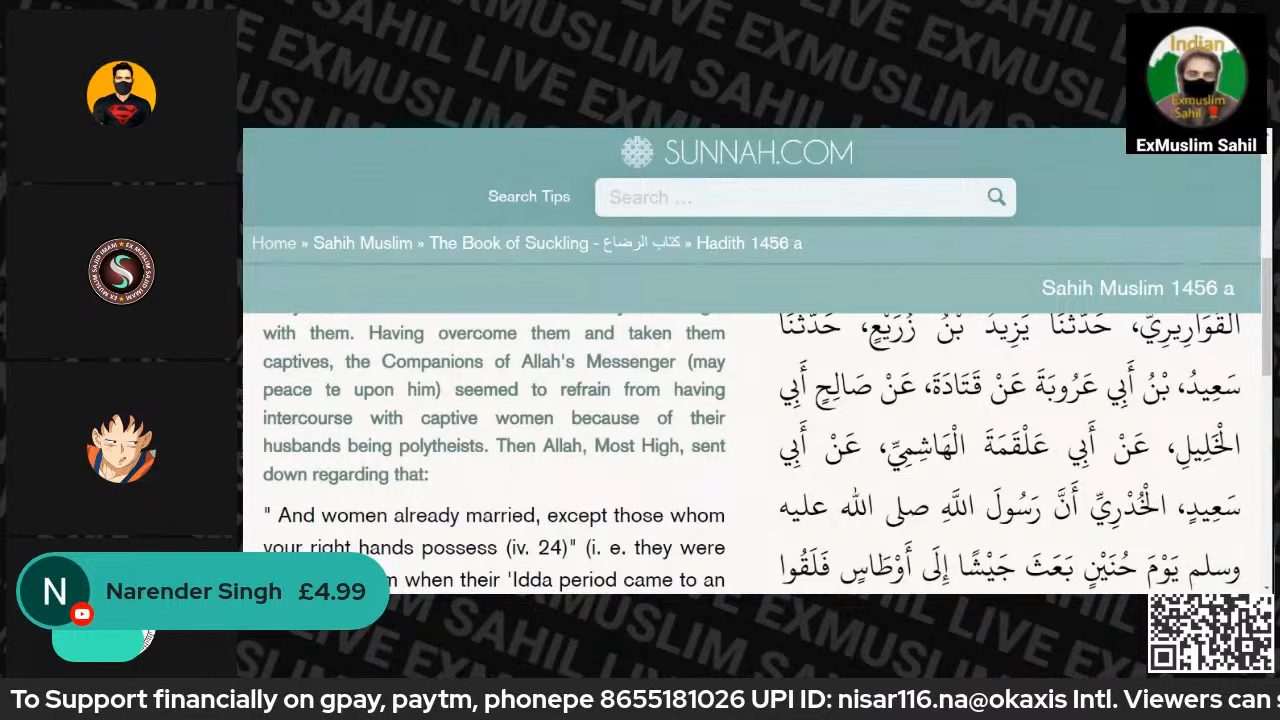 Indian
Exmuslim
Sahil
ExMuslim Sahil
SUNNAH.COM
Search Tips
Search ...
Home » Sahih Muslim » The Book of Suckling - كتاب الرضاع » Hadith 1456 a
Sahih Muslim 1456 a
with them. Having overcome them and taken them
captives, the Companions of Allah's Messenger (may
peace te upon him) seemed to refrain from having
intercourse with captive women because of their
husbands being polytheists. Then Allah, Most High, sent
down regarding that:
" And women already married, except those whom
your right hands possess (iv. 24)" (i. e. they were
when their 'Idda period came to an
الْقَوَارِيرِيُّ، حَدَّثَنَا يَزِيدُ بْنُ زُرَيْعٍ، حَدَّثَنَا
سَعِيدُ، بْنُ أَبِي عَرُوبَةَ عَنْ قَتَادَةَ، عَنْ صَالِحٍ أَبِي
الْخَلِيلِ، عَنْ أَبِي عَلْقَمَةَ الْهَاشِمِيِّ، عَنْ أَبِي
سَعِيدٍ، الْخُدْرِيِّ أَنَّ رَسُولَ اللَّهِ صلى الله عليه
وسلم يَوْمَ حُنَيْنٍ بَعَثَ جَيْشًا إِلَى أَوْطَاسٍ فَلَقُوا
N
Narender Singh £4.99
To Support financially on gpay, paytm, phonepe 8655181026 UPI ID: nisar116.na@okaxis Intl. Viewers can